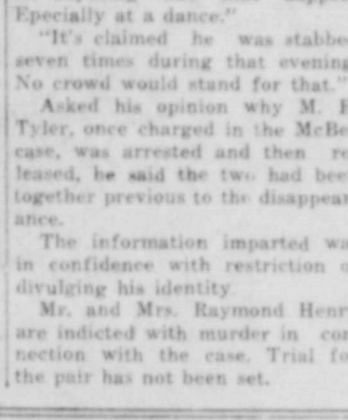 Epecially at a dance."
"It's claimed he was stabbe
seven times during that evening
No crowd would stand for that."
Asked his opinion why M.
Tyler, once charged in the McBe
case, was arrested and then re
leased, he said the two had bee
together previous to the disappear
ance.
The information imparted wa
in confidence with restriction o
divulging his identity
Mr. and Mrs. Raymond Henr
are indicted with murder in con
nection with the case. Trial fo
the pair has not been set.